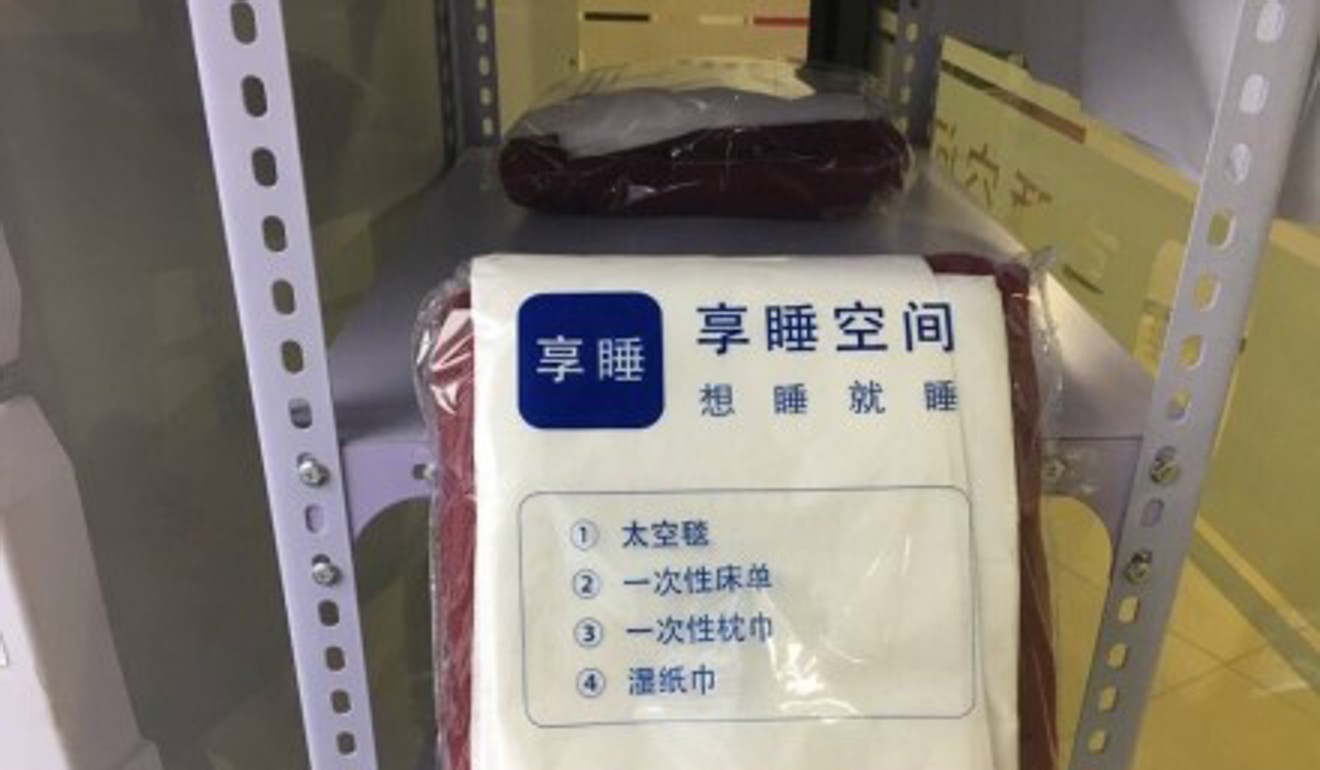 享睡
享睡空间
想睡就睡
① 太空毯
② 一次性床单
③ 一次性枕巾
④ 湿纸巾